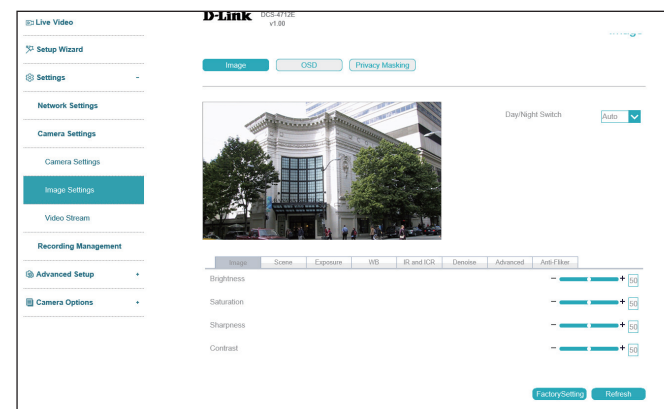 D-Link DCS-4712E
v1.00
Live Video
Setup Wizard
Settings -
Network Settings
Camera Settings
Camera Settings
Image Settings
Video Stream
Recording Management
Advanced Setup +
Camera Options +
Image OSD Privacy Masking
Day/Night Switch Auto
Image Scene Exposure WB IR and ICR Denoise Advanced Anti-Fliker
Brightness - + 50
Saturation - + 50
Sharpness - + 50
Contrast - + 50
FactorySetting Refresh